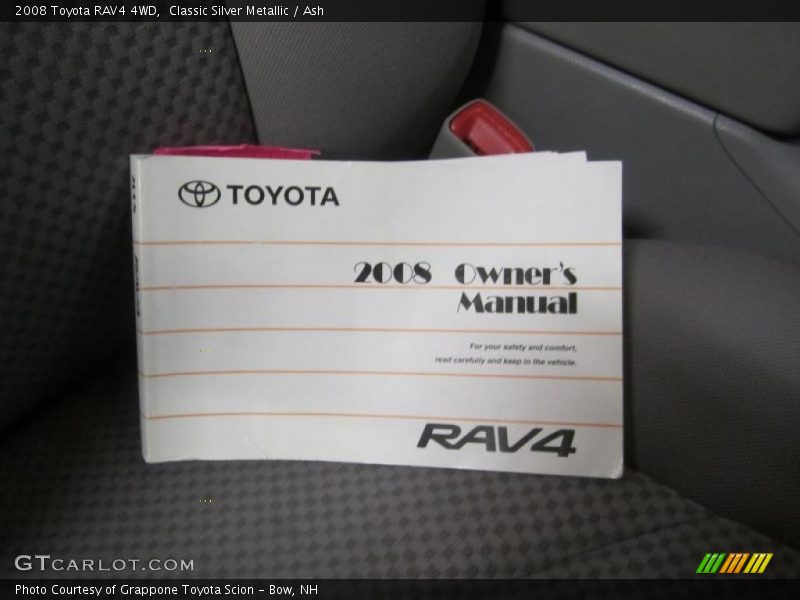 2008 Toyota RAV4 4WD,  Classic Silver Metallic / Ash
TOYOTA
2008 Owner's
Manual
For your safety and comfort,
read carefully and keep in the vehicle.
RAV4
GTCARLOT.COM
Photo Courtesy of Grappone Toyota Scion – Bow, NH